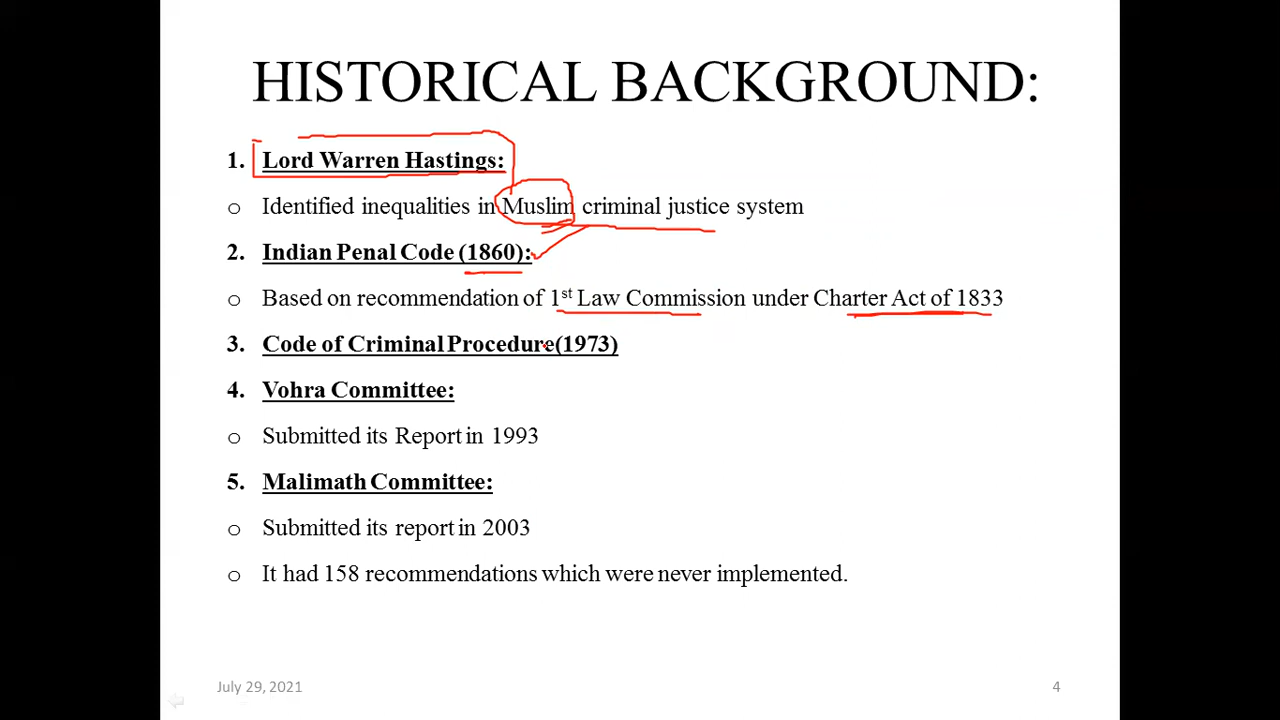 HISTORICAL BACKGROUND:
1. Lord Warren Hastings:
o Identified inequalities in Muslim criminal justice system
2. Indian Penal Code (1860):
o Based on recommendation of 1st Law Commission under Charter Act of 1833
3. Code of Criminal Procedure(1973)
4. Vohra Committee:
o Submitted its Report in 1993
5. Malimath Committee:
o Submitted its report in 2003
o It had 158 recommendations which were never implemented.
July 29, 2021 4